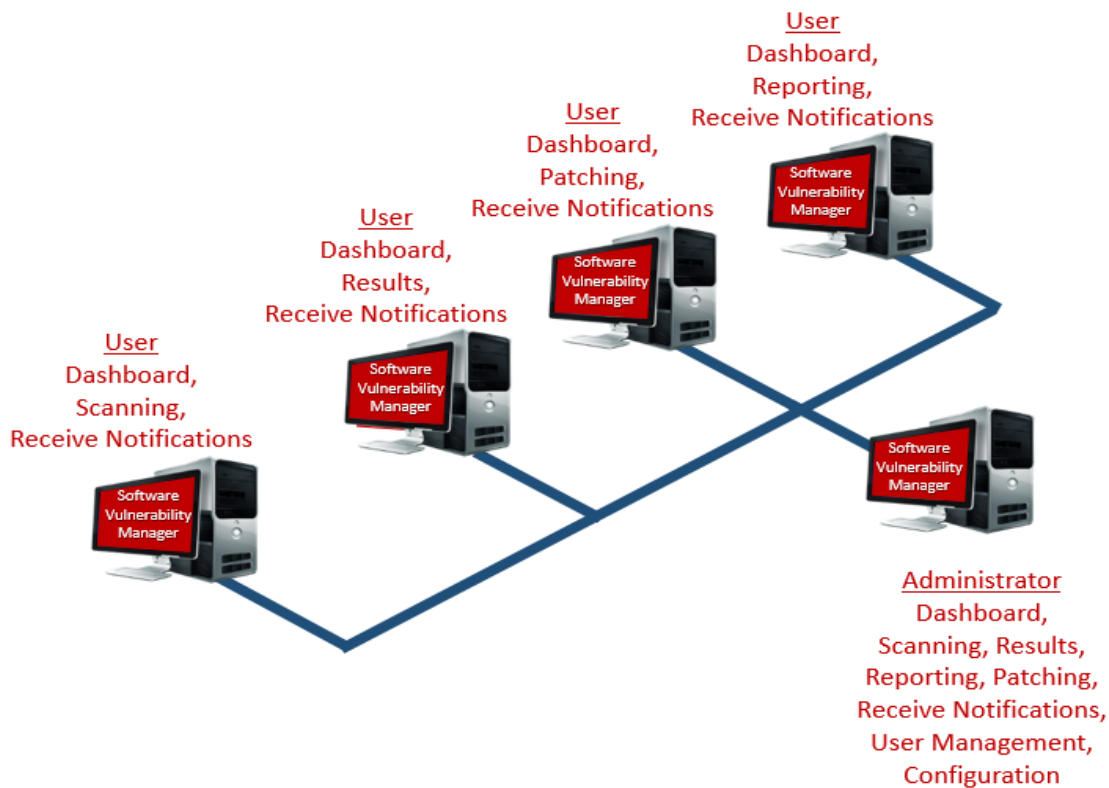 User
Dashboard,
Reporting,
Receive Notifications
Software
Vulnerability
Manager
User
Dashboard,
Patching,
Receive Notifications
Software
Vulnerability
Manager
User
Dashboard,
Results,
Receive Notifications
Software
Vulnerability
Manager
User
Dashboard,
Scanning,
Receive Notifications
Software
Vulnerability
Manager
Software
Vulnerability
Manager
Administrator
Dashboard,
Scanning, Results,
Reporting, Patching,
Receive Notifications,
User Management,
Configuration